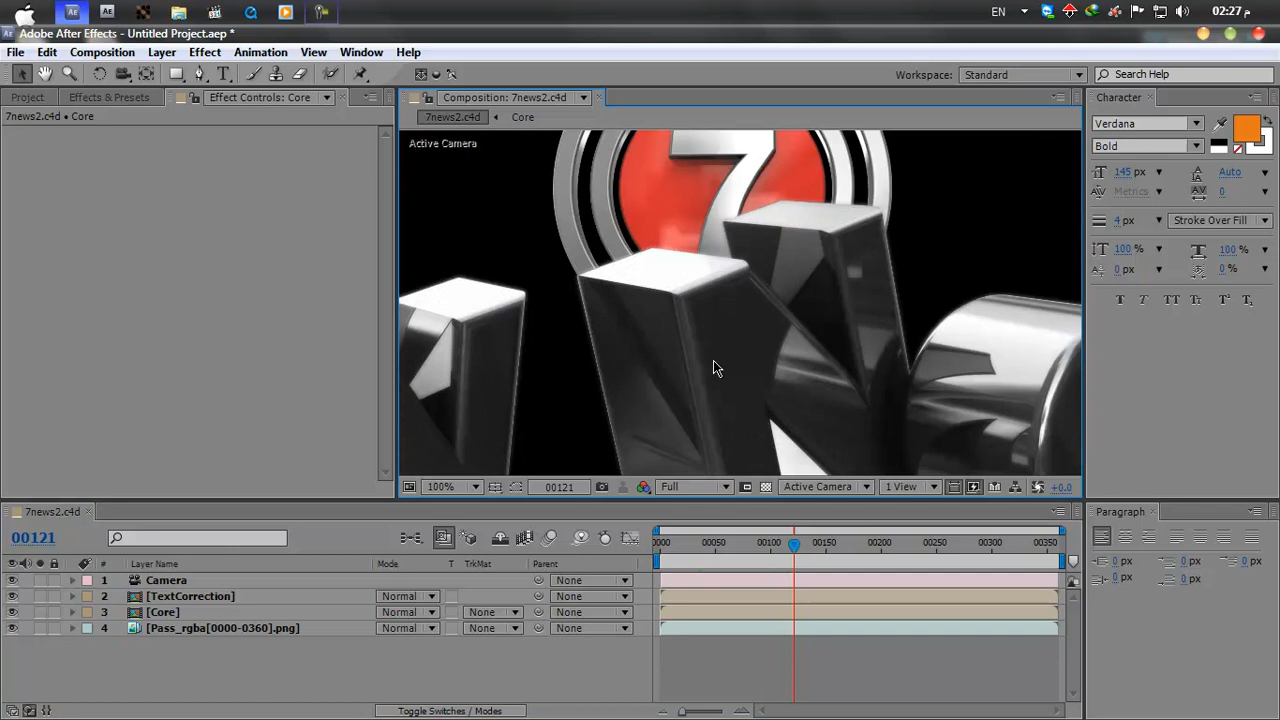 EN
02:27 م
Adobe After Effects - Untitled Project.aep *
File Edit Composition Layer Effect Animation View Window Help
Workspace: Standard Search Help
Project Effects & Presets Effect Controls: Core Composition: 7news2.c4d Character
7news2.c4d • Core 7news2.c4d Core
Verdana
Active Camera
7
Bold
145 px Auto
Metrics 0
4 px Stroke Over Fill
100 % 100 %
0 px 0 %
T T TT Tt T¹ T₁
100% 00121 Full Active Camera 1 View +0.0
7news2.c4d Paragraph
00121
0000 00050 00100 00150 00200 00250 00300 00350
# Layer Name Mode T TrkMat Parent
0 px 0 px 0 px
0 px 0 px
1 Camera None
2 [TextCorrection] Normal None
3 [Core] Normal None None
4 [Pass_rgba[0000-0360].png] Normal None None
Toggle Switches / Modes